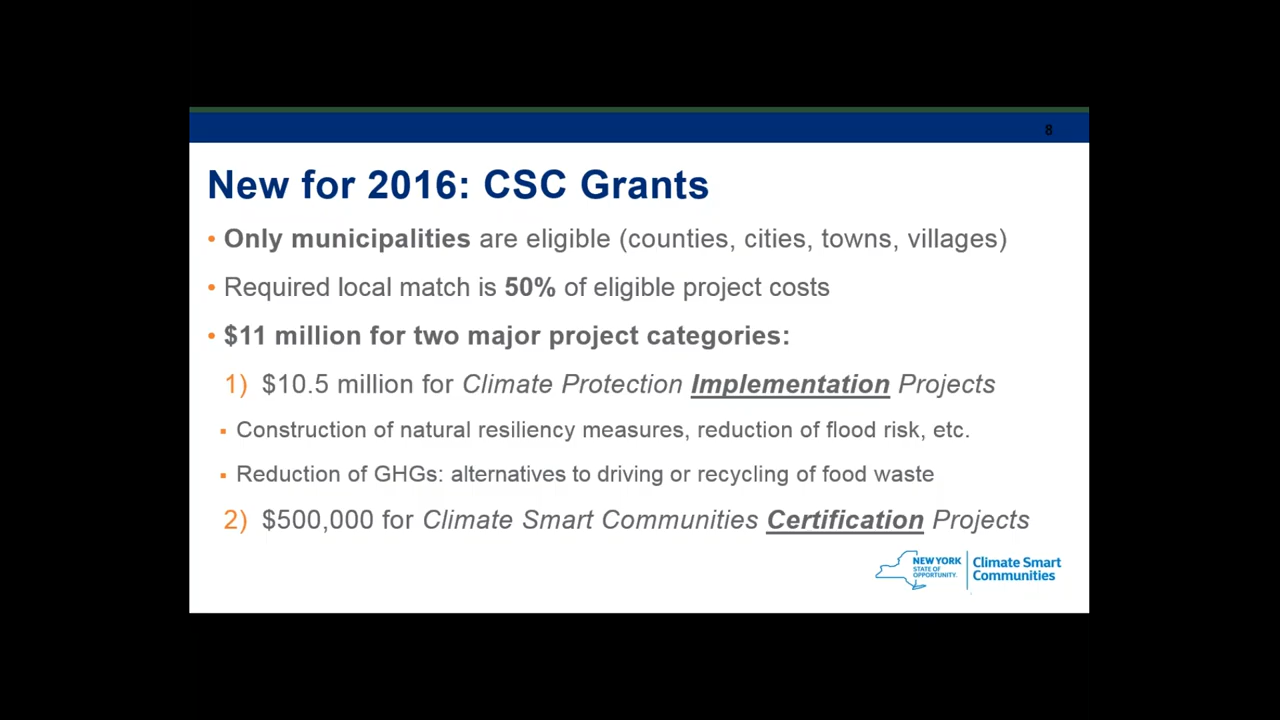 8
New for 2016: CSC Grants
• Only municipalities are eligible (counties, cities, towns, villages)
• Required local match is 50% of eligible project costs
• $11 million for two major project categories:
1) $10.5 million for Climate Protection Implementation Projects
▪ Construction of natural resiliency measures, reduction of flood risk, etc.
▪ Reduction of GHGs: alternatives to driving or recycling of food waste
2) $500,000 for Climate Smart Communities Certification Projects
NEW YORK
STATE OF
OPPORTUNITY.
Climate Smart
Communities